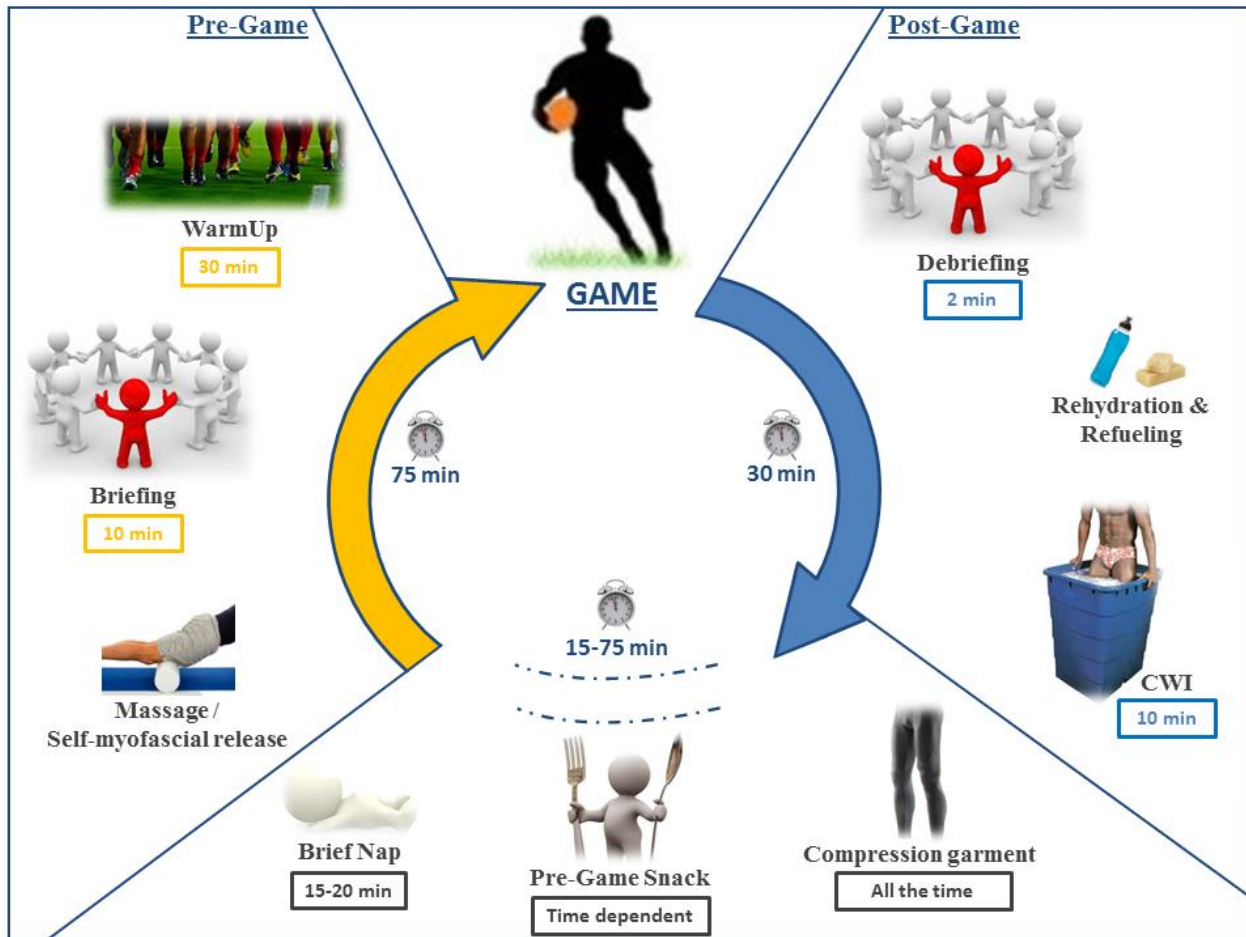 Pre-Game
Post-Game
WarmUp
30 min
GAME
Debriefing
2 min
Rehydration &
Refueling
75 min
30 min
Briefing
10 min
15-75 min
Massage /
Self-myofascial release
CWI
10 min
Brief Nap
15-20 min
Pre-Game Snack
Time dependent
Compression garment
All the time